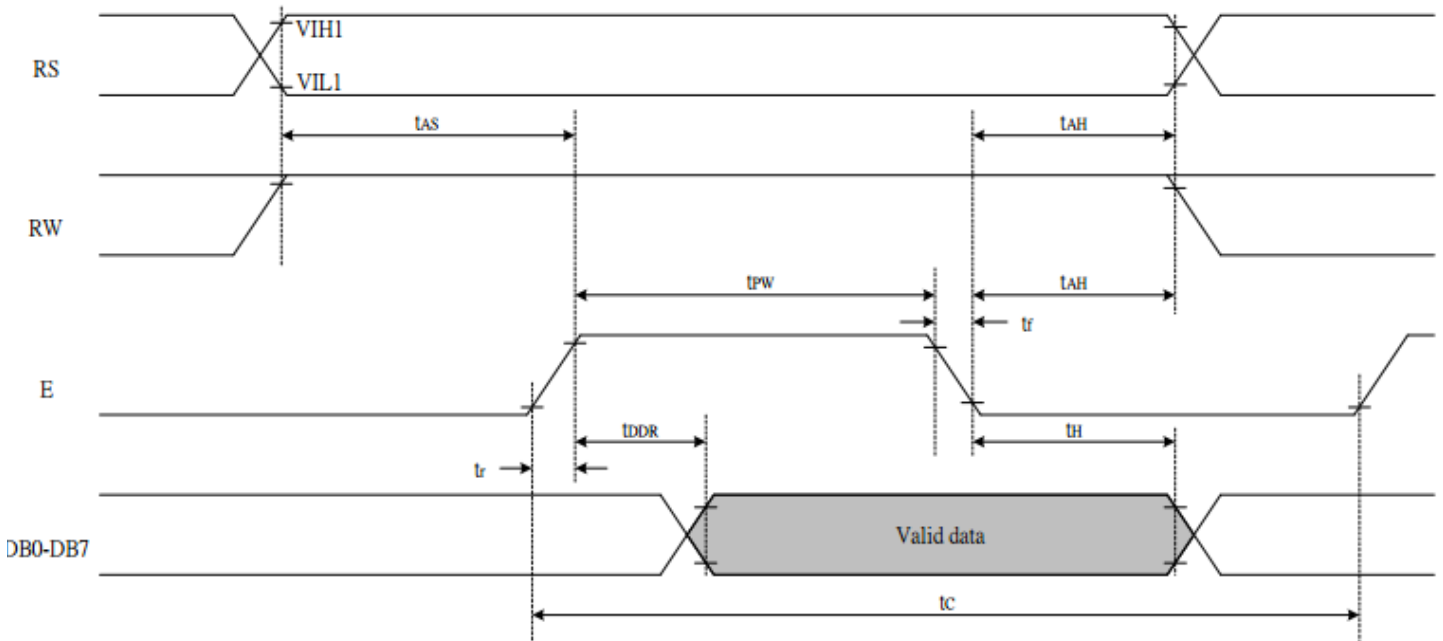 VIH1
RS
VIL1
tAS tAH
RW
tPW tAH
tf
E
tDDR tH
tr
DB0-DB7 Valid data
tC